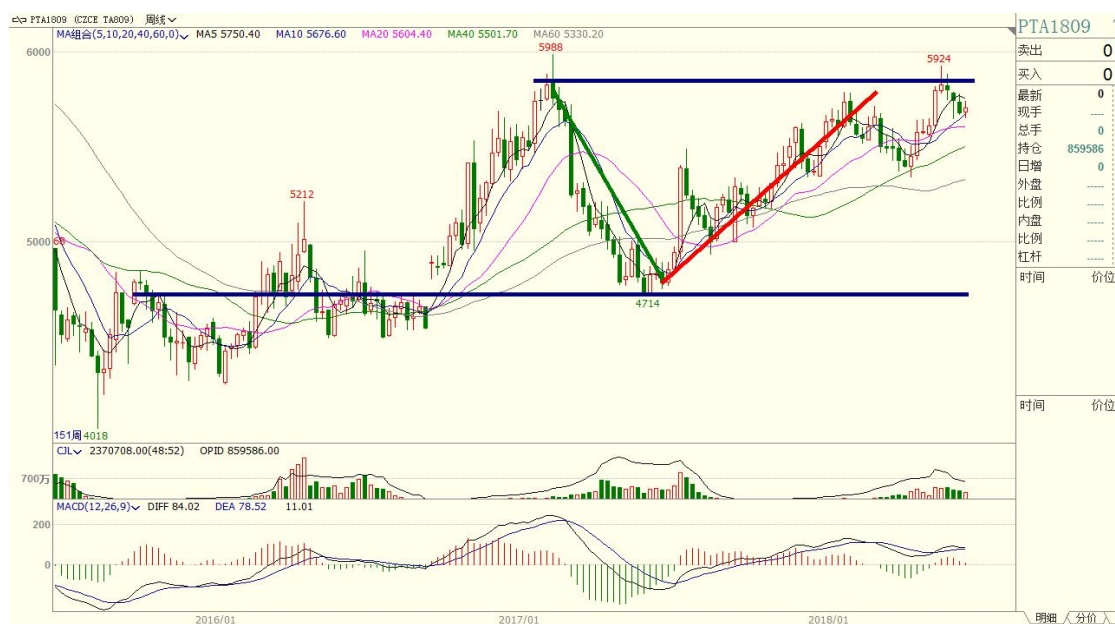 PTA1809 (CZCE TA809) 周线
MA组合(5,10,20,40,60,0) MA5 5750.40 MA10 5676.60 MA20 5604.40 MA40 5501.70 MA60 5330.20
6000
5988
5924
5212
5000
4714
151周 4018
CJL 2370708.00(48:52) OPID 859586.00
700万
MACD(12,26,9) DIFF 84.02 DEA 78.52 11.01
200
0
2016/01 2017/01 2018/01
PTA1809
卖出 0
买入 0
最新 0
现手 ----
总手 0
持仓 859586
日增 0
外盘 -----
比例 -----
内盘 -----
比例 -----
杠杆 -----
时间 价位
时间 价位
明细 分价